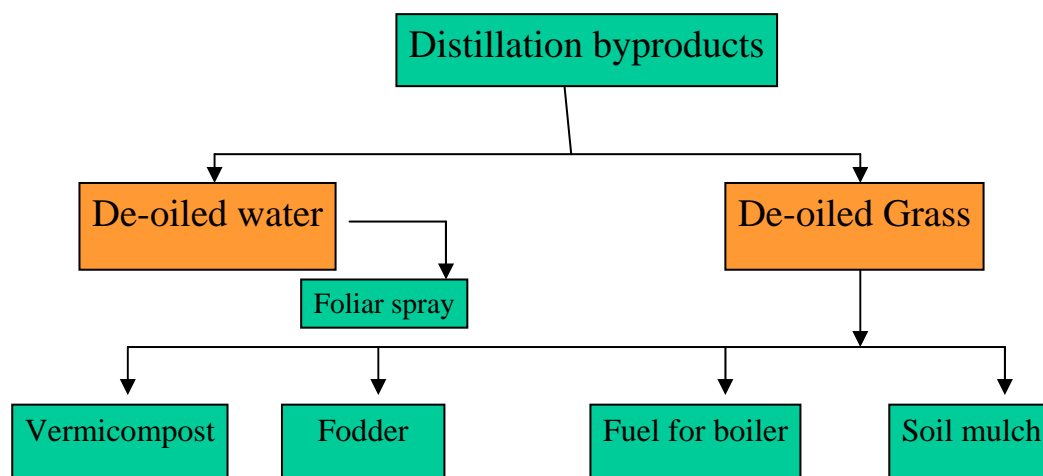 Distillation byproducts
De-oiled water
De-oiled Grass
Foliar spray
Vermicompost
Fodder
Fuel for boiler
Soil mulch